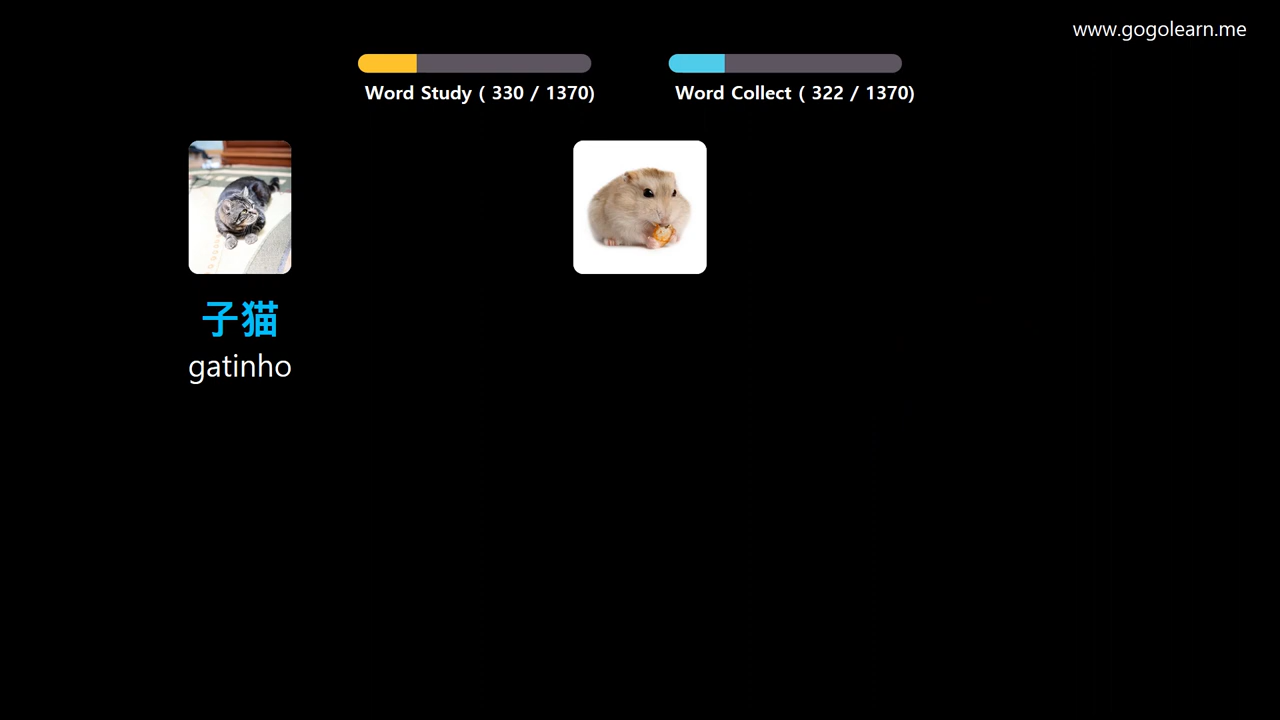 www.gogolearn.me
Word Study ( 330 / 1370)
Word Collect ( 322 / 1370)
子猫
gatinho